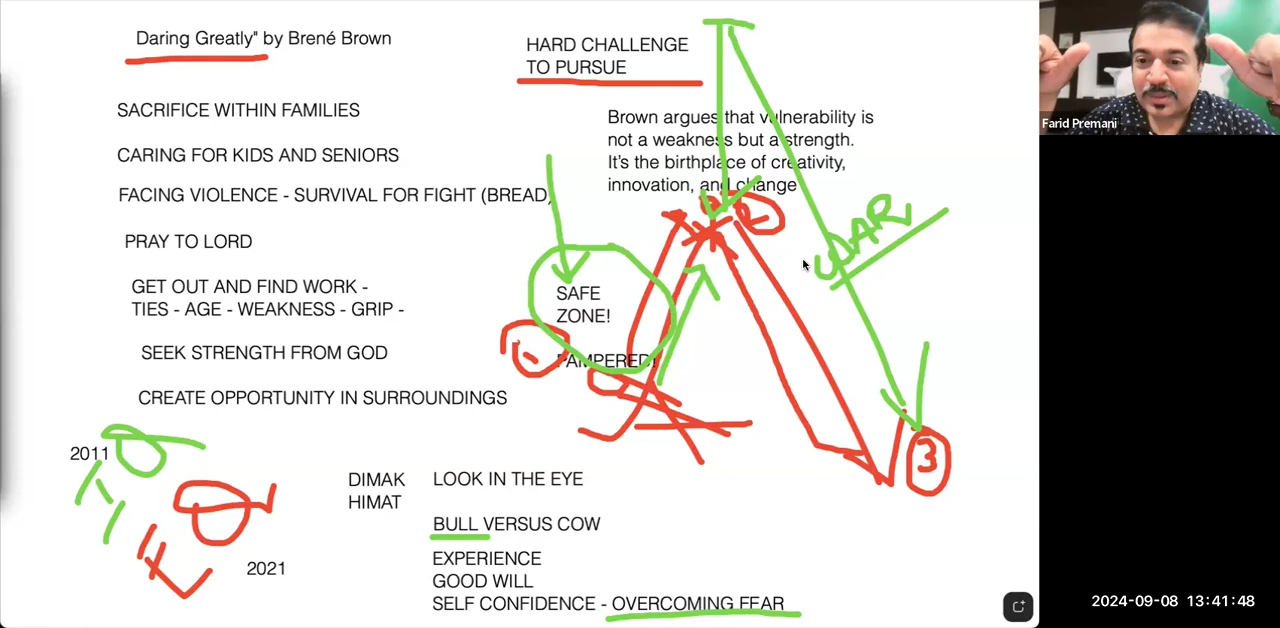 Daring Greatly" by Brené Brown
HARD CHALLENGE
TO PURSUE
SACRIFICE WITHIN FAMILIES
Brown argues that vulnerability is
not a weakness but a strength.
It's the birthplace of creativity,
innovation, and change
CARING FOR KIDS AND SENIORS
FACING VIOLENCE - SURVIVAL FOR FIGHT (BREAD)
PRAY TO LORD
GET OUT AND FIND WORK -
TIES - AGE - WEAKNESS - GRIP -
SEEK STRENGTH FROM GOD
CREATE OPPORTUNITY IN SURROUNDINGS
SAFE
ZONE!
PAMPERED!
1
2
WAR
3
2011
2021
DIMAK
HIMAT
LOOK IN THE EYE
BULL VERSUS COW
EXPERIENCE
GOOD WILL
SELF CONFIDENCE - OVERCOMING FEAR
Farid Premani
2024-09-08 13:41:48